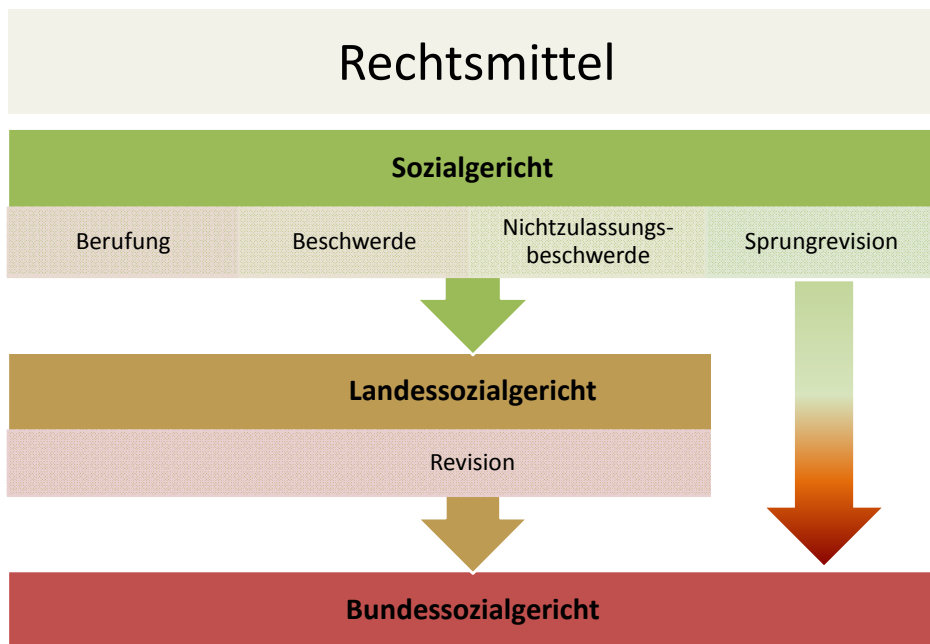 Rechtsmittel
Sozialgericht
Berufung
Beschwerde
Nichtzulassungs-
beschwerde
Sprungrevision
Landessozialgericht
Revision
Bundessozialgericht